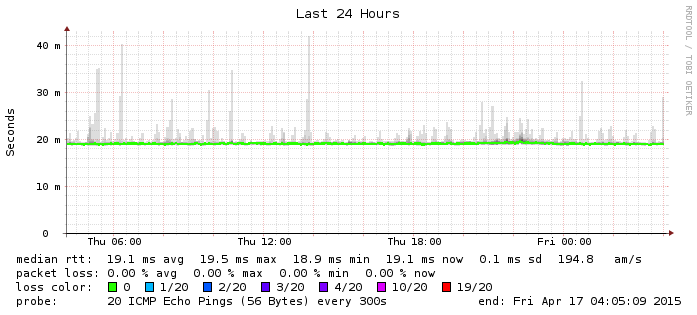 Last 24 Hours
RRDTOOL / TOBI OETIKER
Seconds
40 m
30 m
20 m
10 m
0
Thu 06:00 Thu 12:00 Thu 18:00 Fri 00:00
median rtt: 19.1 ms avg 19.5 ms max 18.9 ms min 19.1 ms now 0.1 ms sd 194.8 am/s
packet loss: 0.00 % avg 0.00 % max 0.00 % min 0.00 % now
loss color: 0 1/20 2/20 3/20 4/20 10/20 19/20
probe: 20 ICMP Echo Pings (56 Bytes) every 300s end: Fri Apr 17 04:05:09 2015